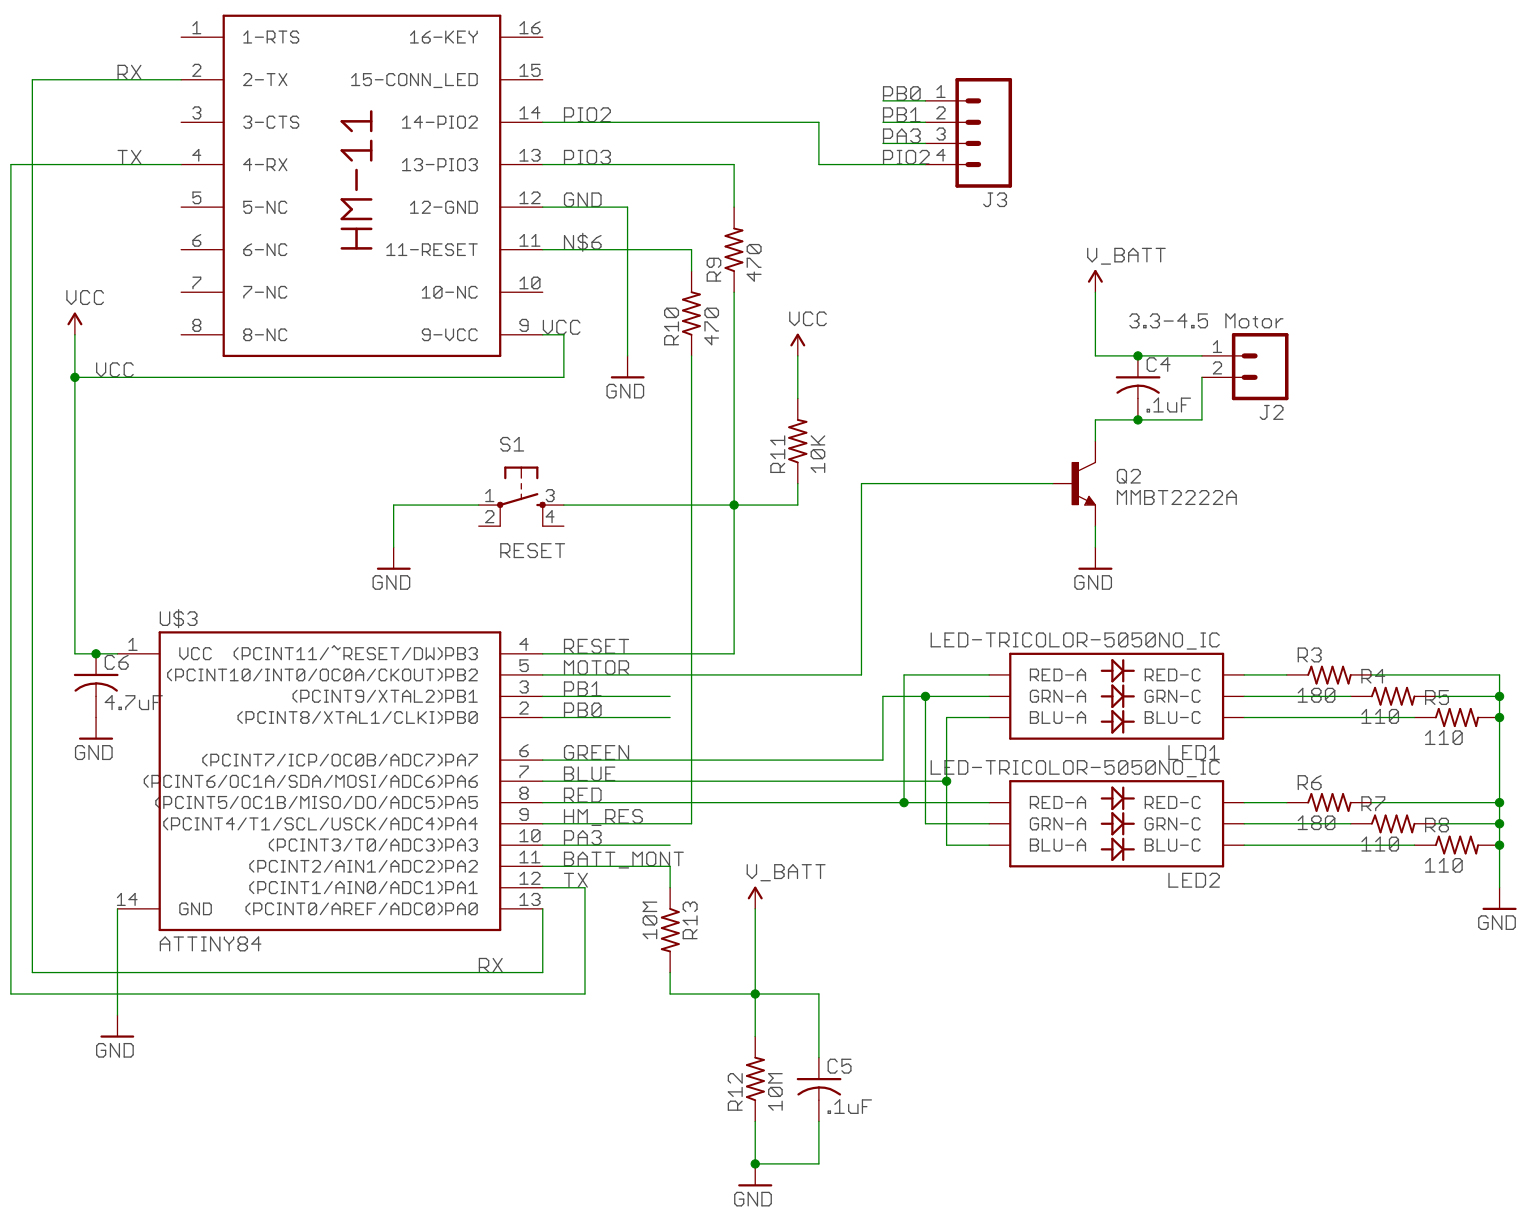 1 1-RTS 16-KEY 16
RX 2 2-TX 15-CONN_LED 15
3 3-CTS 14-PIO2 14 PIO2
TX 4 4-RX 13-PIO3 13 PIO3
5 5-NC 12-GND 12 GND
6 6-NC 11-RESET 11 N$6
7 7-NC 10-NC 10
8 8-NC 9-VCC 9 VCC
HM-11
VCC
VCC
GND
R9
470
R10
470
PB0 1
PB1 2
PA3 3
PIO2 4
J3
V_BATT
3.3-4.5 Motor
1
2
C4
.1uF
J2
VCC
R11
10K
S1
1 3
2 4
RESET
GND
Q2
MMBT2222A
GND
U$3
1 VCC (PCINT11/~RESET/DW)PB3 4 RESET
(PCINT10/INT0/OC0A/CKOUT)PB2 5 MOTOR
(PCINT9/XTAL2)PB1 3 PB1
(PCINT8/XTAL1/CLKI)PB0 2 PB0
(PCINT7/ICP/OC0B/ADC7)PA7 6 GREEN
(PCINT6/OC1A/SDA/MOSI/ADC6)PA6 7 BLUE
(PCINT5/OC1B/MISO/DO/ADC5)PA5 8 RED
(PCINT4/T1/SCL/USCK/ADC4)PA4 9 HM_RES
(PCINT3/T0/ADC3)PA3 10 PA3
(PCINT2/AIN1/ADC2)PA2 11 BATT_MONT
(PCINT1/AIN0/ADC1)PA1 12 TX
14 GND (PCINT0/AREF/ADC0)PA0 13
ATTINY84
C6
4.7uF
GND
RX
GND
LED-TRICOLOR-5050NO_IC
RED-A RED-C
GRN-A GRN-C
BLU-A BLU-C
LED1
R3
180
R4
110
R5
110
LED-TRICOLOR-5050NO_IC
RED-A RED-C
GRN-A GRN-C
BLU-A BLU-C
LED2
R6
180
R7
110
R8
110
GND
V_BATT
10M
R13
R12
10M
C5
.1uF
GND